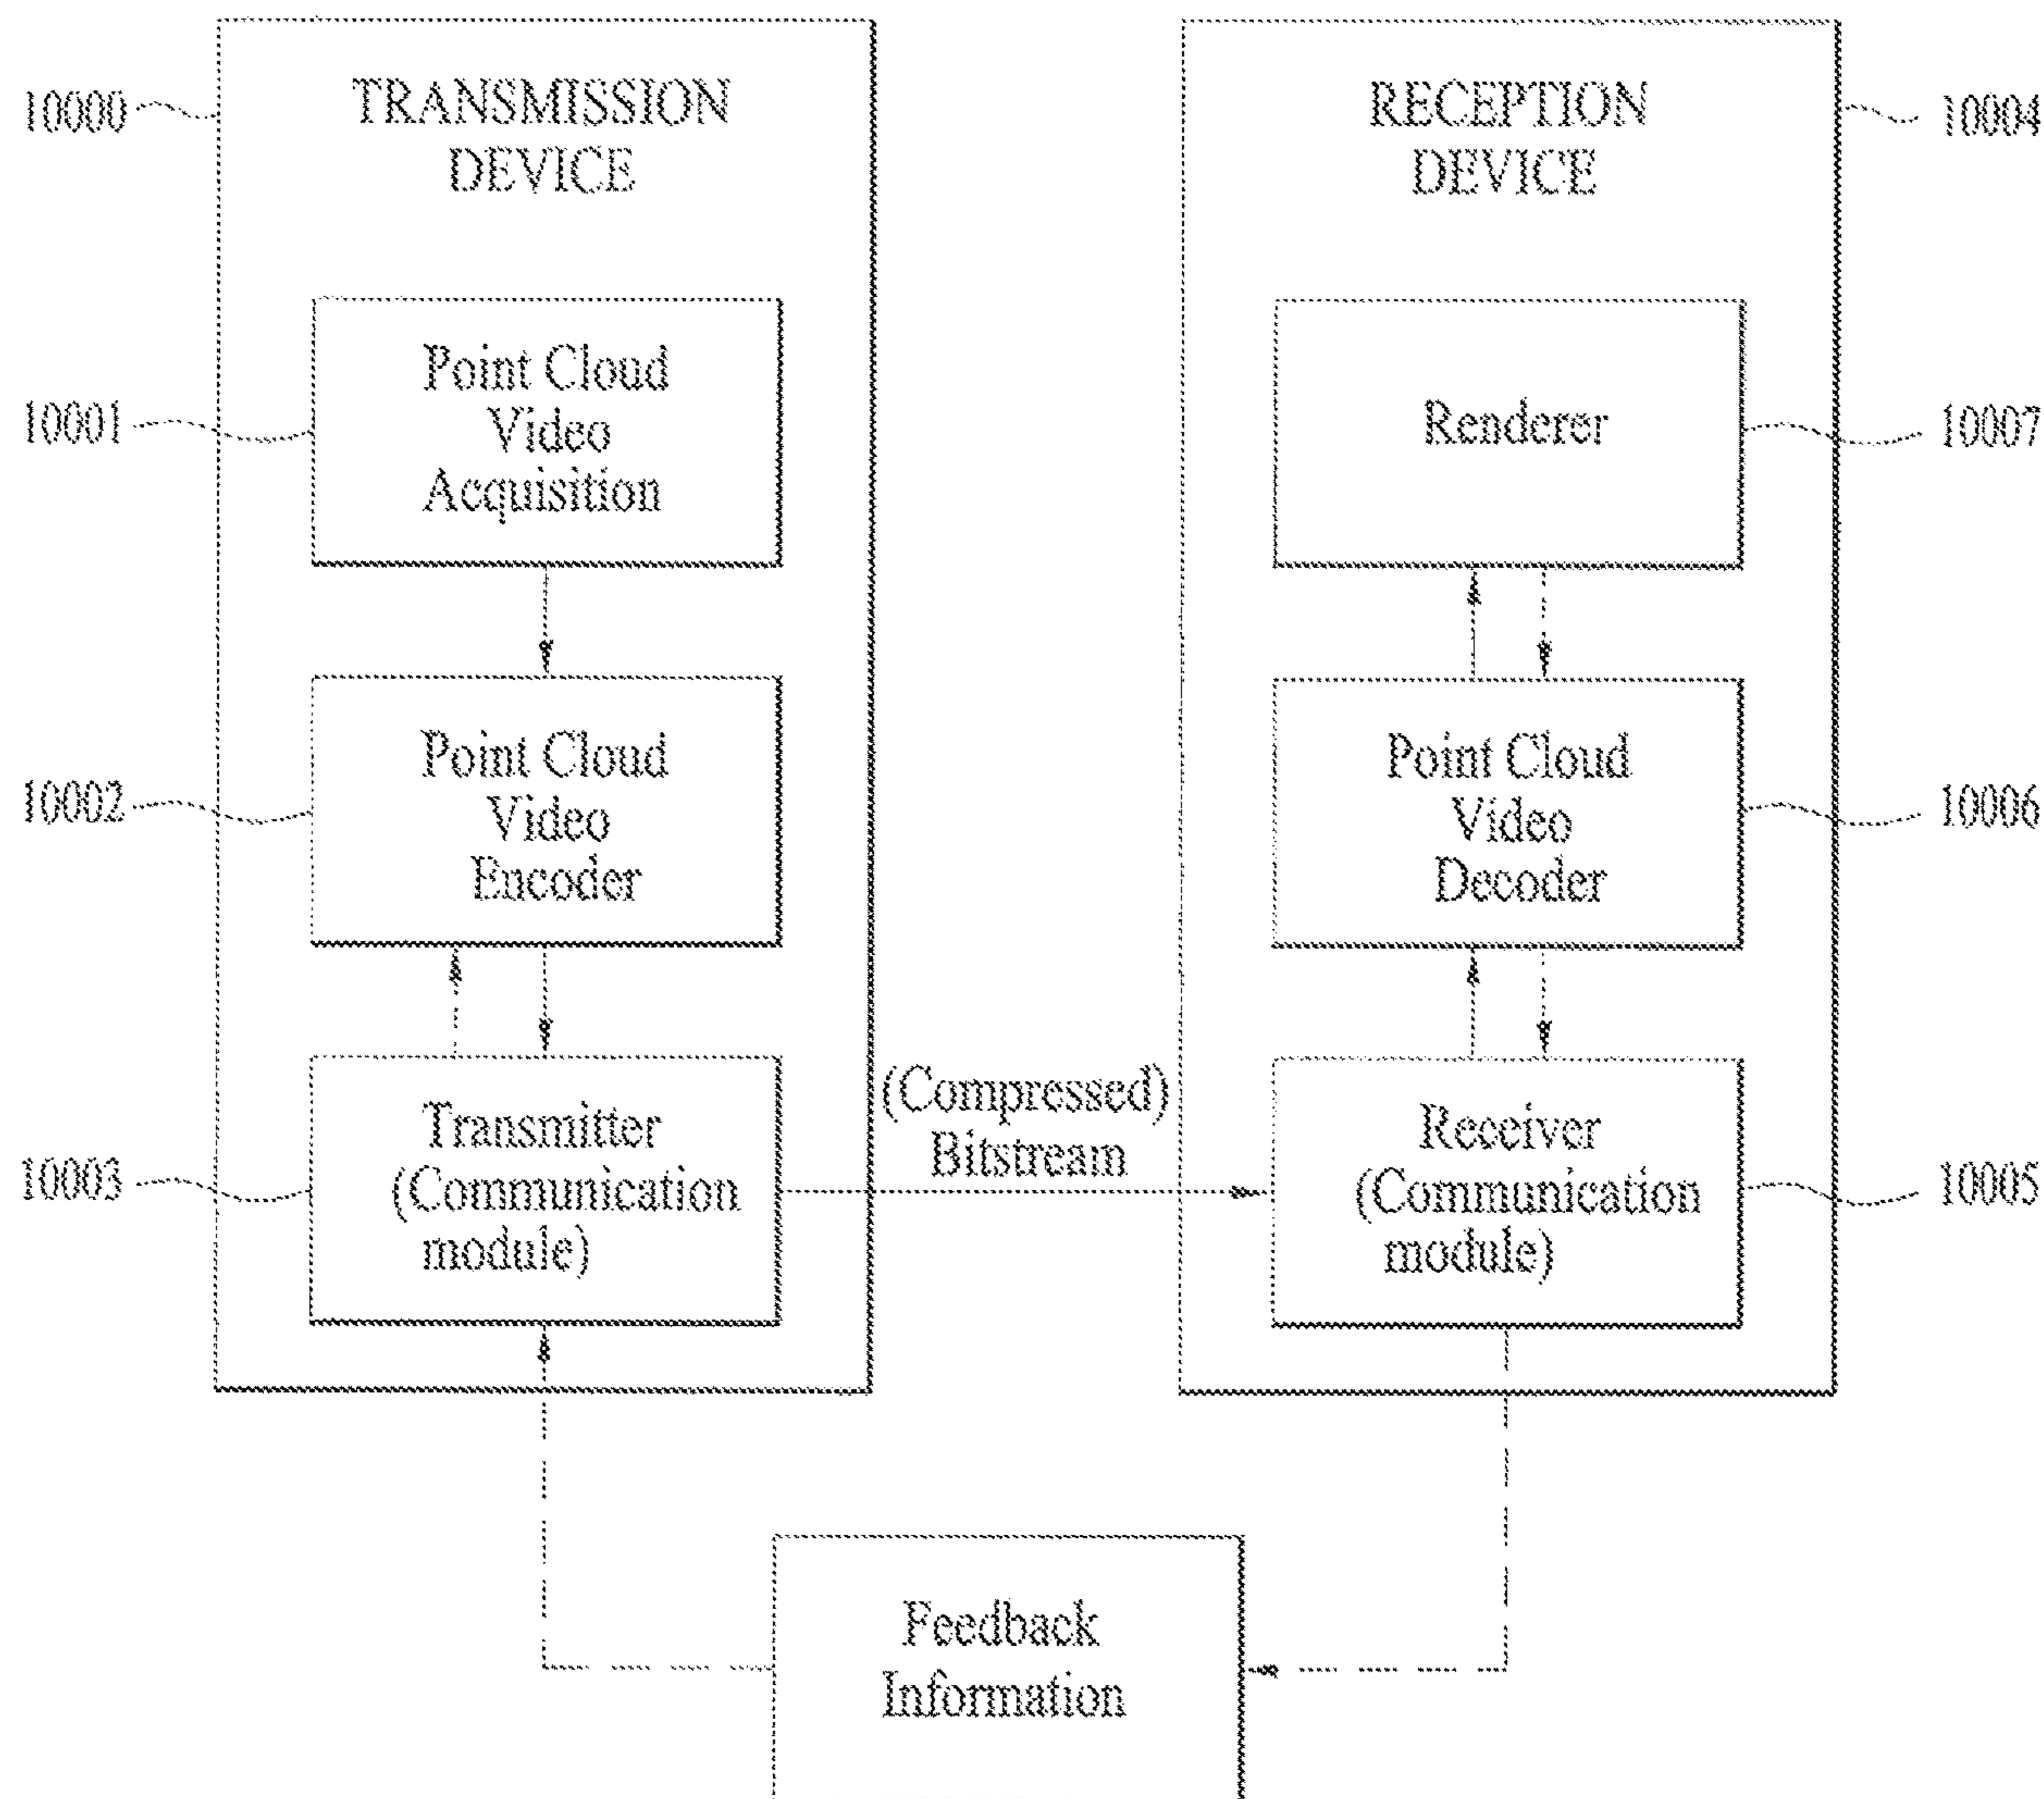 10000
TRANSMISSION
DEVICE
10001
Point Cloud
Video
Acquisition
10002
Point Cloud
Video
Encoder
10003
Transmitter
(Communication
module)
(Compressed)
Bitstream
RECEPTION
DEVICE
10004
Renderer
10007
Point Cloud
Video
Decoder
10006
Receiver
(Communication
module)
10005
Feedback
Information